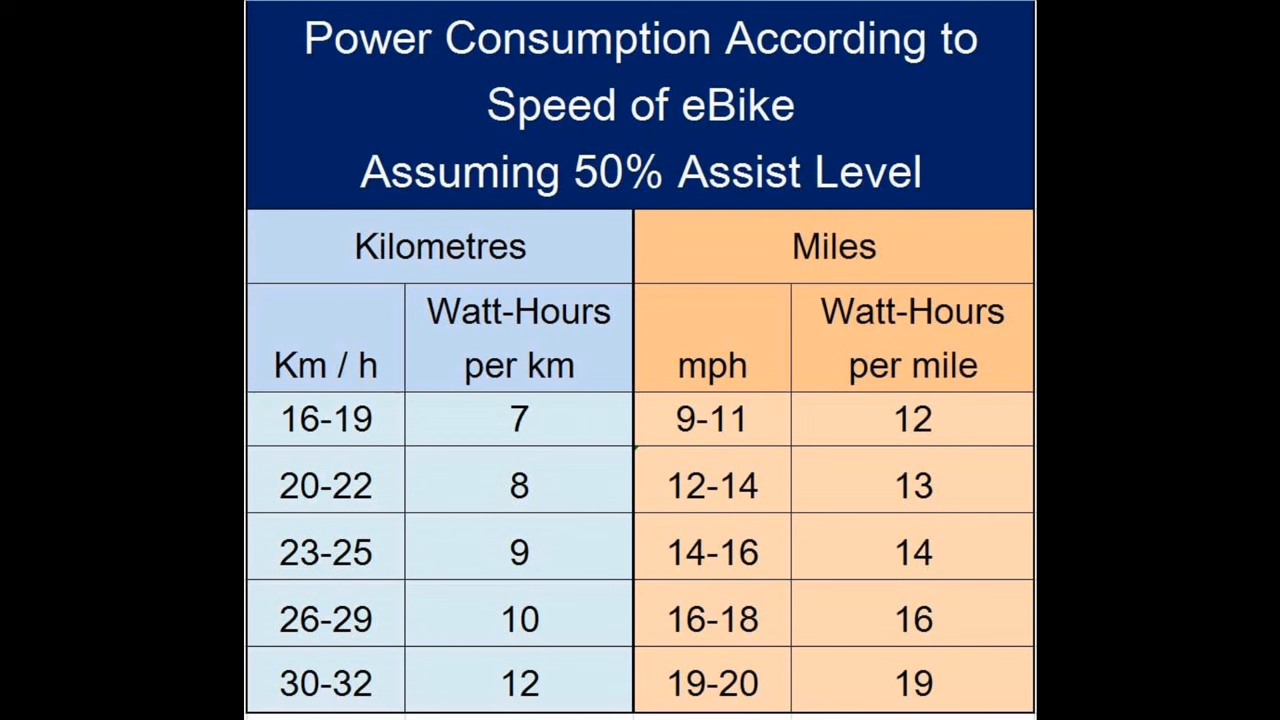 Power Consumption According to
Speed of eBike
Assuming 50% Assist Level
Kilometres Miles
Km / h Watt-Hours per km mph Watt-Hours per mile
16-19 7 9-11 12
20-22 8 12-14 13
23-25 9 14-16 14
26-29 10 16-18 16
30-32 12 19-20 19